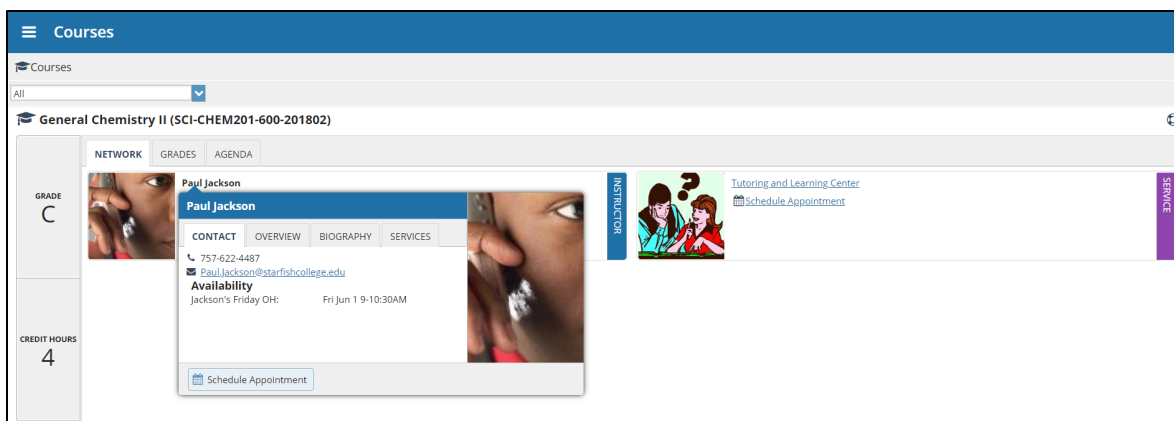 Courses
Courses
All
General Chemistry II (SCI-CHEM201-600-201802)
GRADE
C
CREDIT HOURS
4
NETWORK GRADES AGENDA
Paul Jackson
INSTRUCTOR
Paul Jackson
CONTACT OVERVIEW BIOGRAPHY SERVICES
757-622-4487
Paul.Jackson@starfishcollege.edu
Availability
Jackson's Friday OH: Fri Jun 1 9-10:30AM
Schedule Appointment
?
Tutoring and Learning Center
Schedule Appointment
SERVICE